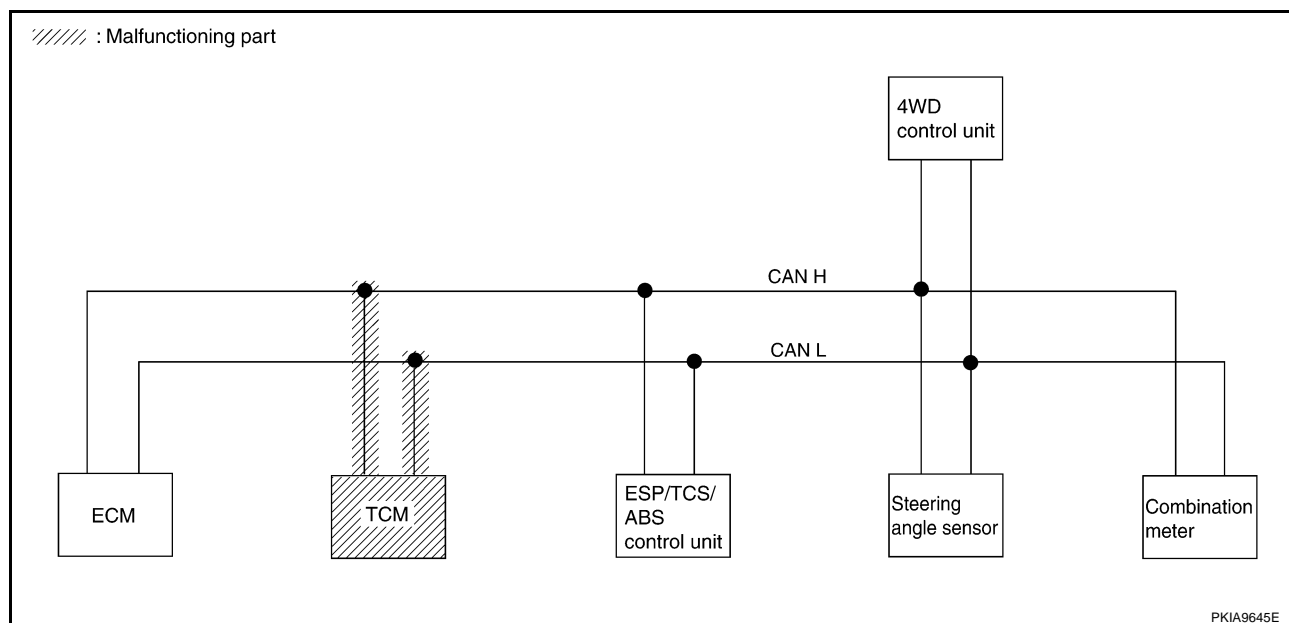 : Malfunctioning part
4WD
control unit
CAN H
CAN L
ECM
TCM
ESP/TCS/
ABS
control unit
Steering
angle sensor
Combination
meter
PKIA9645E